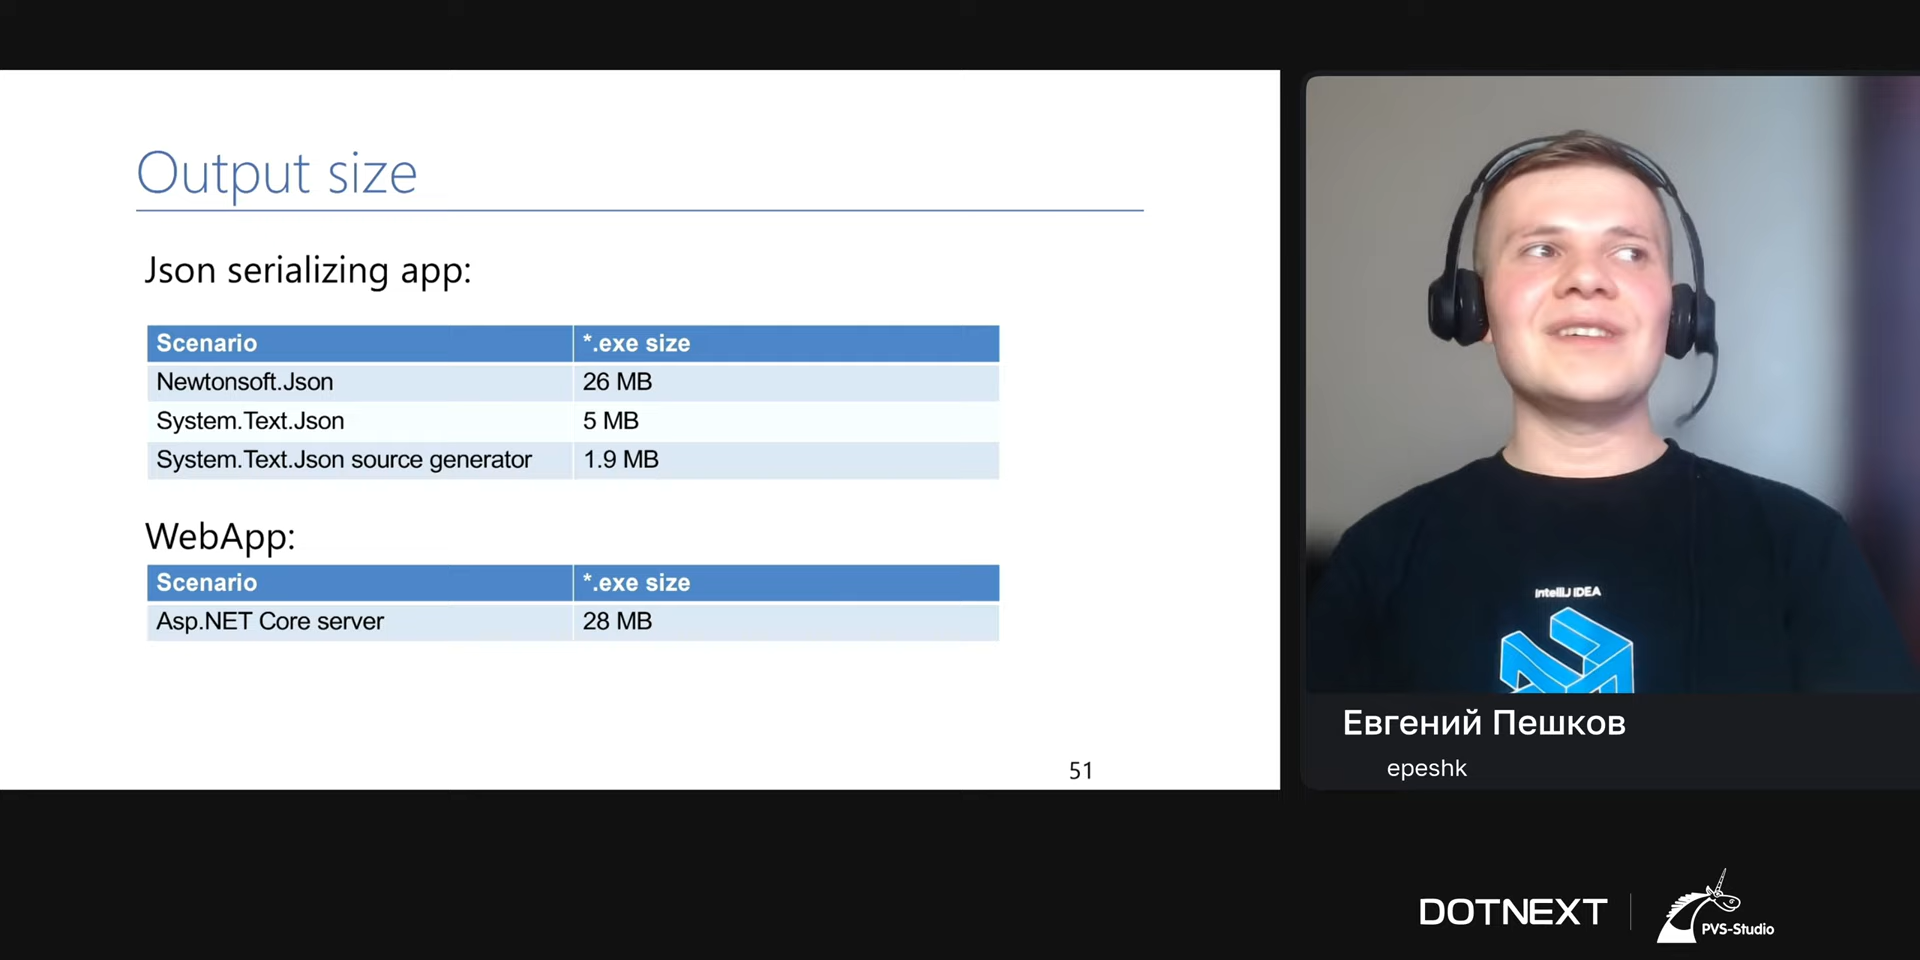 Output size
Json serializing app:
Scenario *.exe size
Newtonsoft.Json 26 MB
System.Text.Json 5 MB
System.Text.Json source generator 1.9 MB
WebApp:
Scenario *.exe size
Asp.NET Core server 28 MB
51
IntelliJ IDEA
Евгений Пешков
epeshk
DOTNEXT
PVS-Studio